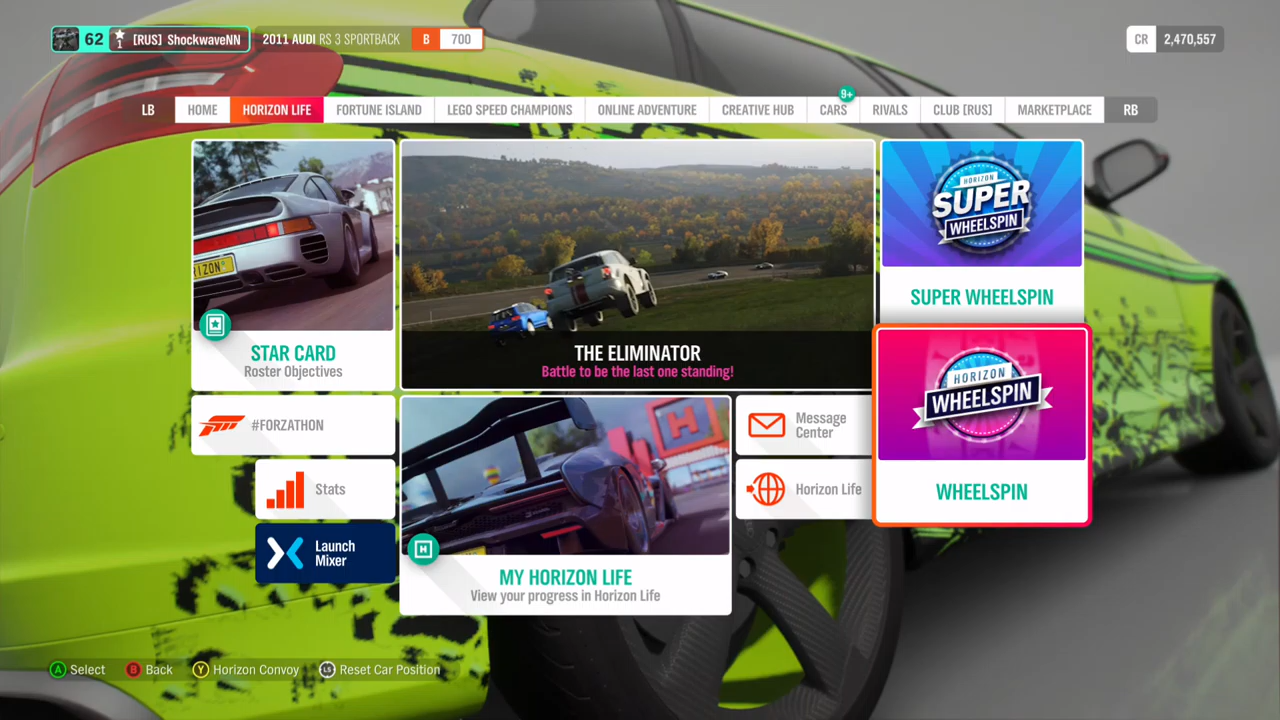 62 1 [RUS] ShockwaveNN 2011 AUDI RS 3 SPORTBACK B 700 CR 2,470,557
LB HOME HORIZON LIFE FORTUNE ISLAND LEGO SPEED CHAMPIONS ONLINE ADVENTURE CREATIVE HUB CARS 9+ RIVALS CLUB [RUS] MARKETPLACE RB
RIZON
STAR CARD
Roster Objectives
THE ELIMINATOR
Battle to be the last one standing!
HORIZON
SUPER
WHEELSPIN
SUPER WHEELSPIN
#FORZATHON
Stats
Launch
Mixer
H
H
MY HORIZON LIFE
View your progress in Horizon Life
Message
Center
Horizon Life
HORIZON
WHEELSPIN
WHEELSPIN
A Select B Back Y Horizon Convoy LS Reset Car Position